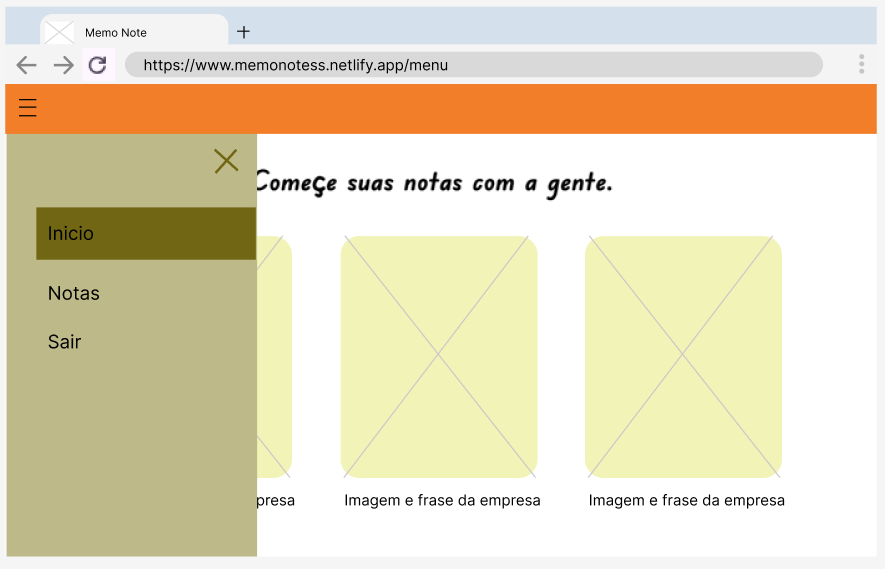 Memo Note
https://www.memonotess.netlify.app/menu
Começe suas notas com a gente.
Inicio
Notas
Sair
presa
Imagem e frase da empresa
Imagem e frase da empresa